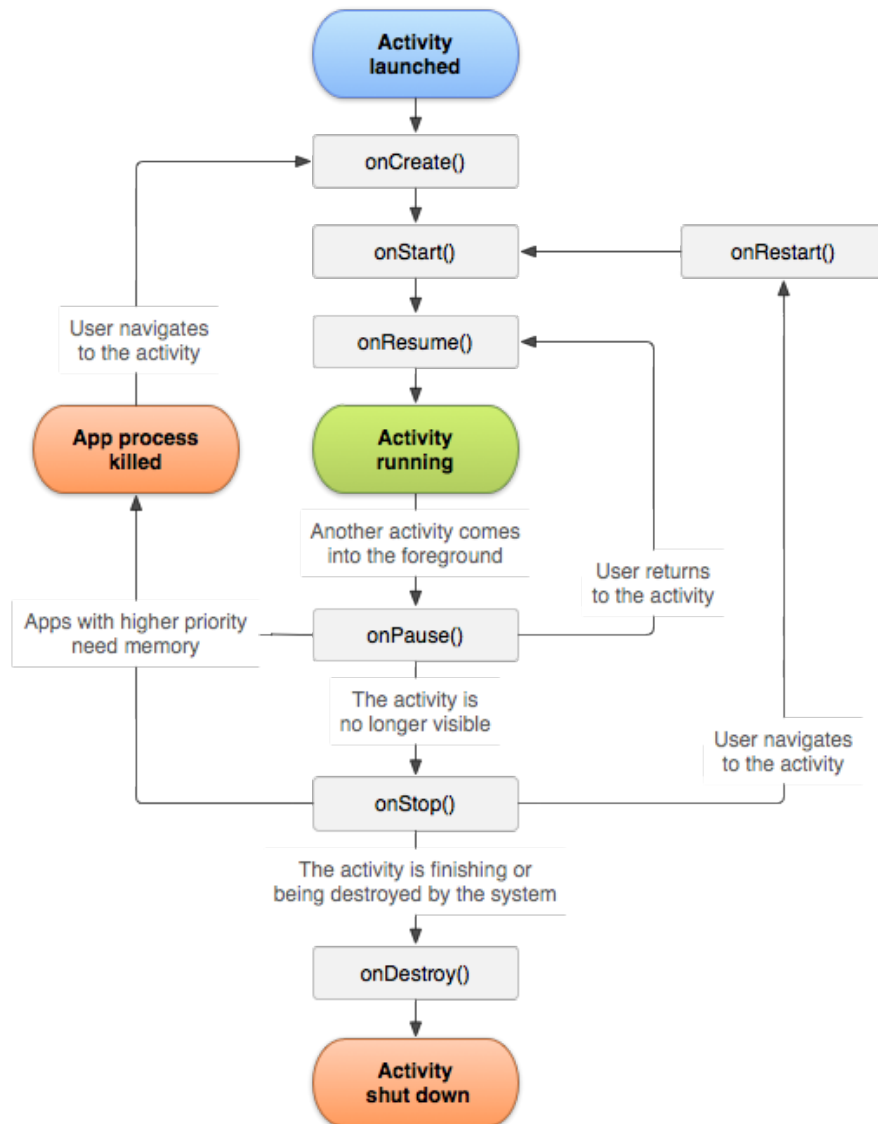 Activity
launched
onCreate()
onStart()
onRestart()
onResume()
User navigates
to the activity
App process
killed
Activity
running
Another activity comes
into the foreground
User returns
to the activity
Apps with higher priority
need memory
onPause()
The activity is
no longer visible
User navigates
to the activity
onStop()
The activity is finishing or
being destroyed by the system
onDestroy()
Activity
shut down